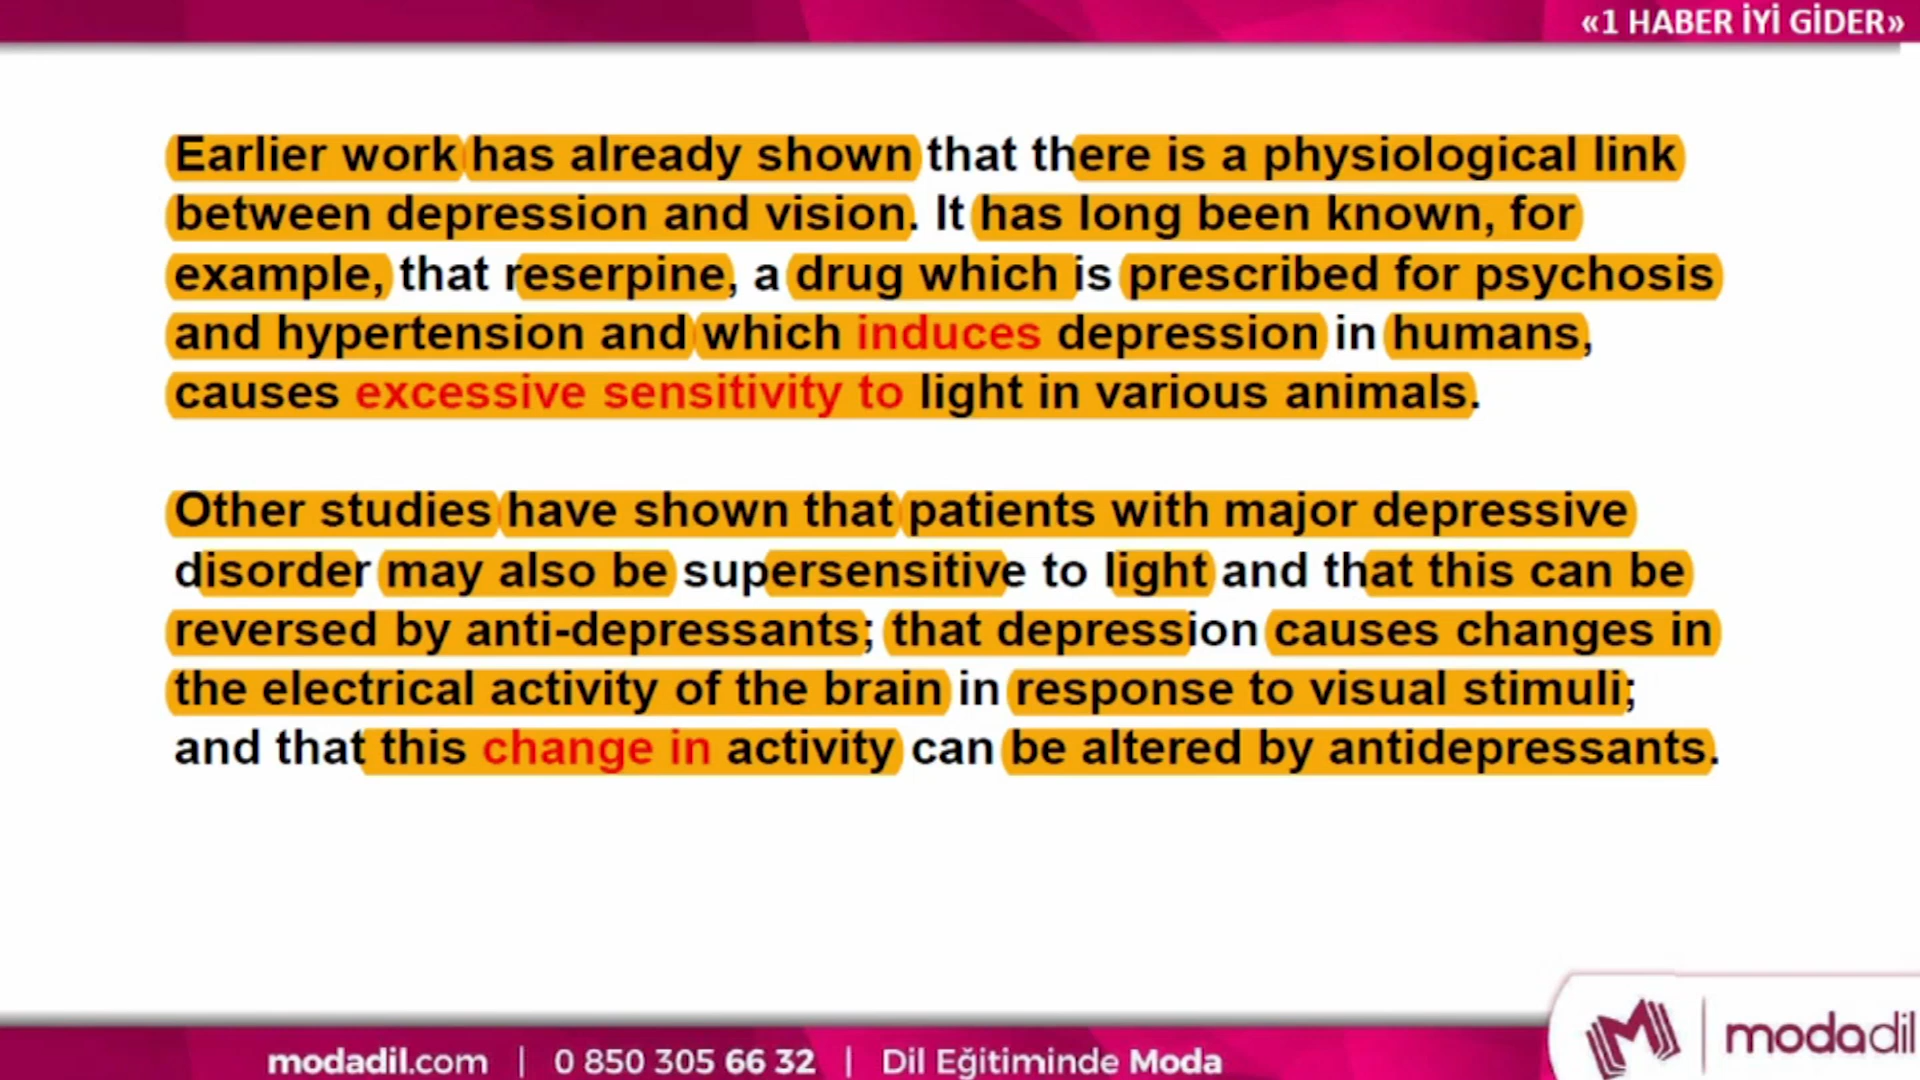 «1 HABER İYİ GİDER»
Earlier work has already shown that there is a physiological link
between depression and vision. It has long been known, for
example, that reserpine, a drug which is prescribed for psychosis
and hypertension and which induces depression in humans,
causes excessive sensitivity to light in various animals.
Other studies have shown that patients with major depressive
disorder may also be supersensitive to light and that this can be
reversed by anti-depressants; that depression causes changes in
the electrical activity of the brain in response to visual stimuli;
and that this change in activity can be altered by antidepressants.
modadil.com | 0 850 305 66 32 | Dil Eğitiminde Moda
modadil